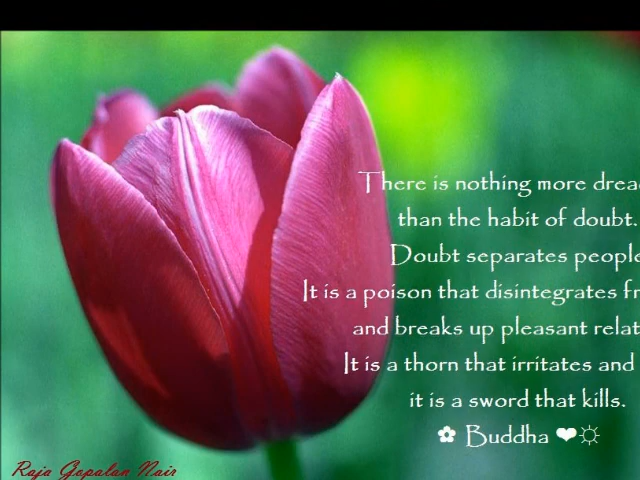 There is nothing more
than the habit of doubt.
Doubt separates people
It is a poison that disintegrates
and breaks up pleasant
It is a thorn that irritates and
it is a sword that kills.
✿ Buddha ❤☼
Raja Gopalan Nair